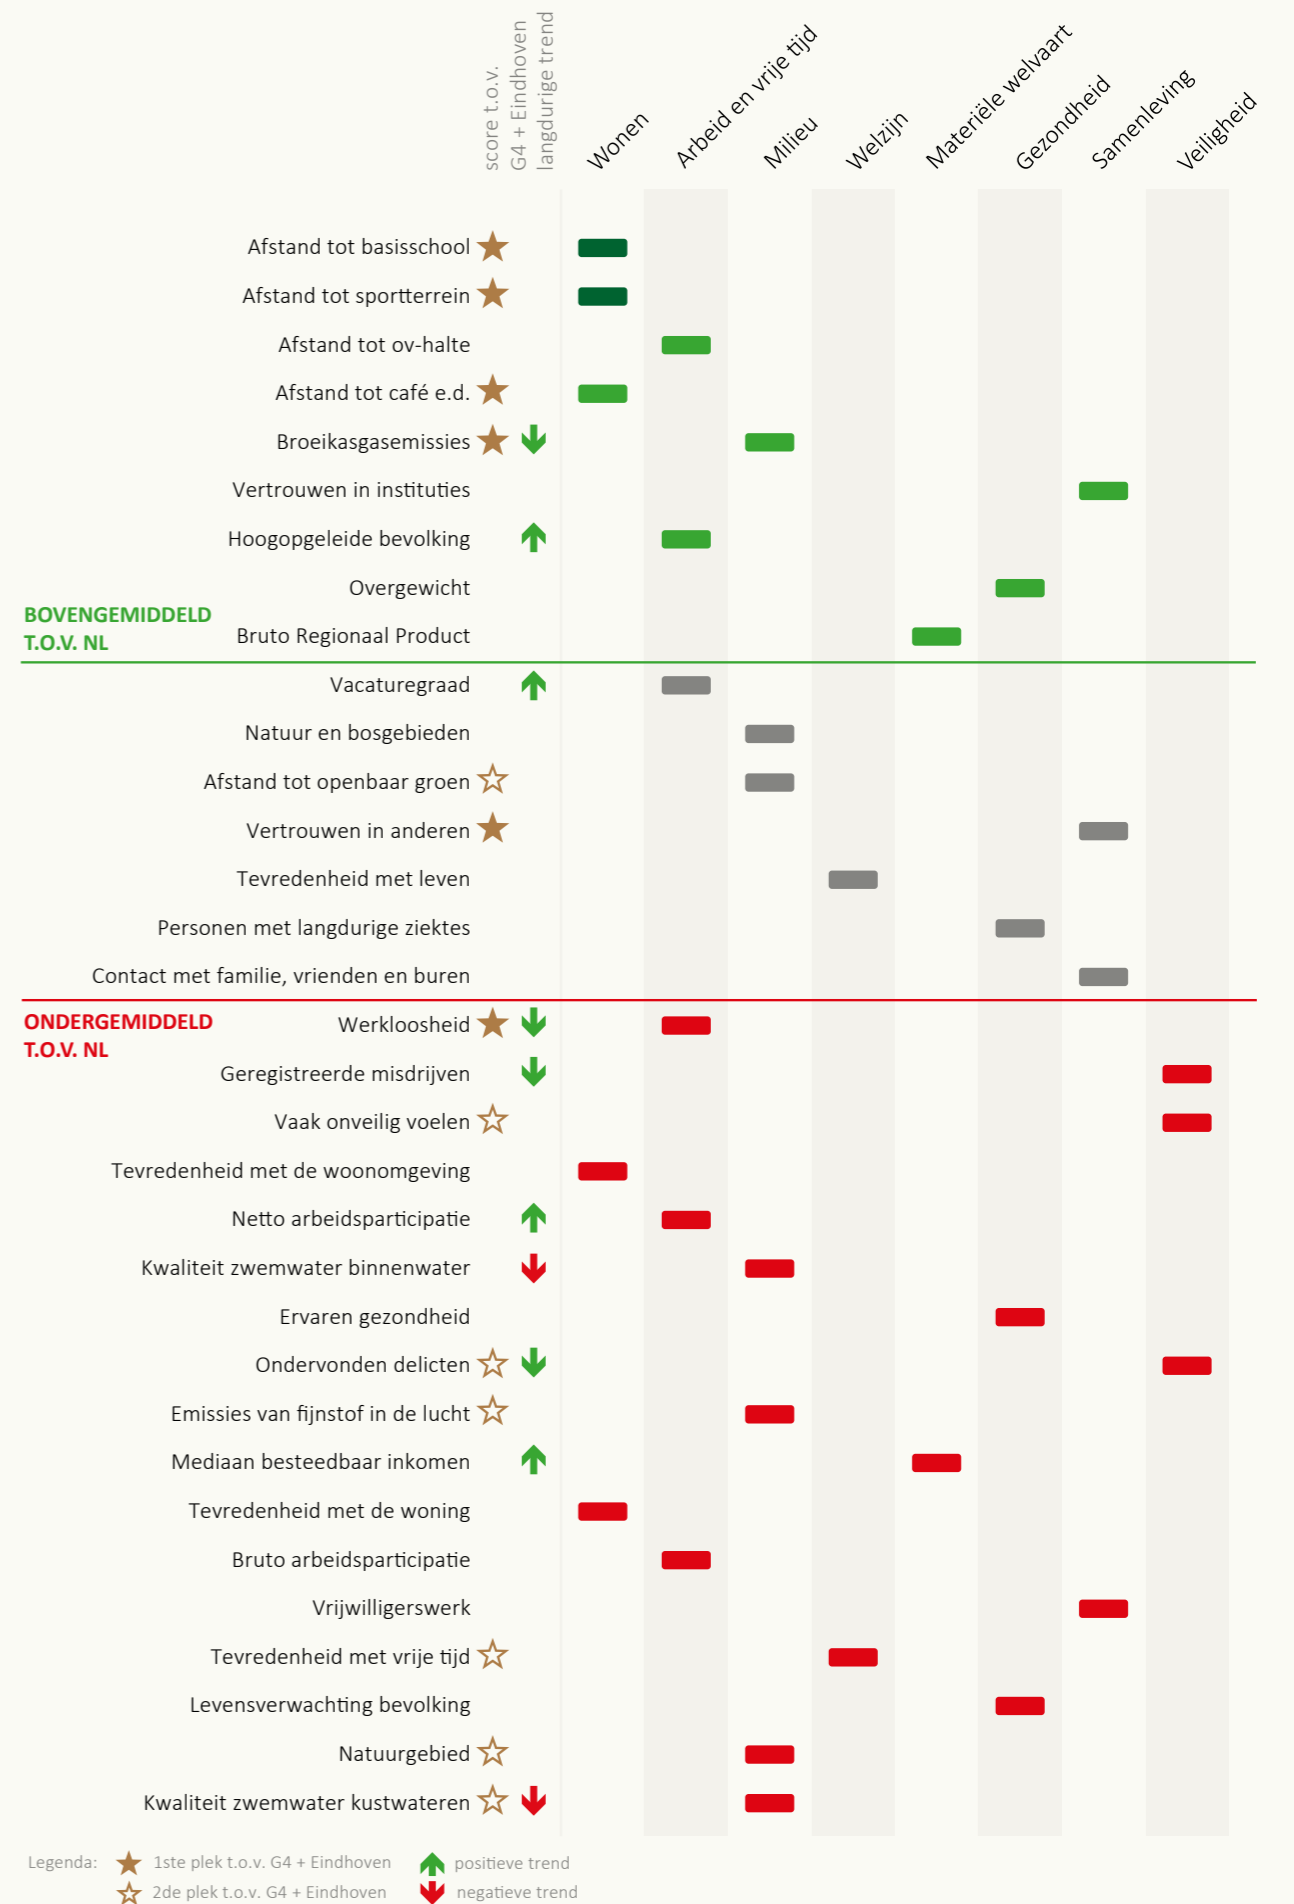 score t.o.v.
G4 + Eindhoven
langdurige trend
Wonen
Arbeid en vrije tijd
Milieu
Welzijn
Materiële welvaart
Gezondheid
Samenleving
Veiligheid
Afstand tot basisschool
Afstand tot sportterrein
Afstand tot ov-halte
Afstand tot café e.d.
Broeikasgasemissies
Vertrouwen in instituties
Hoogopgeleide bevolking
Overgewicht
BOVENGEMIDDELD
T.O.V. NL
Bruto Regionaal Product
Vacaturegraad
Natuur en bosgebieden
Afstand tot openbaar groen
Vertrouwen in anderen
Tevredenheid met leven
Personen met langdurige ziektes
Contact met familie, vrienden en buren
ONDERGEMIDDELD
T.O.V. NL
Werkloosheid
Geregistreerde misdrijven
Vaak onveilig voelen
Tevredenheid met de woonomgeving
Netto arbeidsparticipatie
Kwaliteit zwemwater binnenwater
Ervaren gezondheid
Ondervonden delicten
Emissies van fijnstof in de lucht
Mediaan besteedbaar inkomen
Tevredenheid met de woning
Bruto arbeidsparticipatie
Vrijwilligerswerk
Tevredenheid met vrije tijd
Levensverwachting bevolking
Natuurgebied
Kwaliteit zwemwater kustwateren
Legenda: 1ste plek t.o.v. G4 + Eindhoven positieve trend
2de plek t.o.v. G4 + Eindhoven negatieve trend